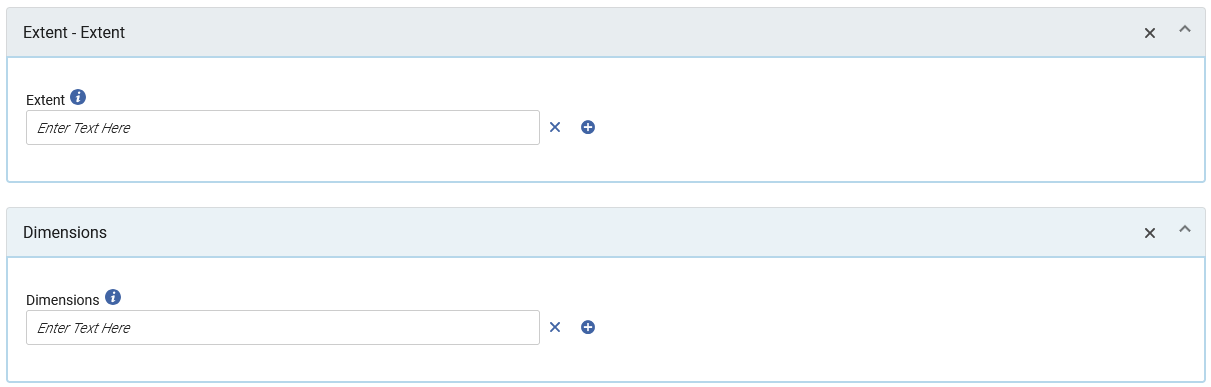 Extent - Extent
Extent
Enter Text Here
Dimensions
Dimensions
Enter Text Here